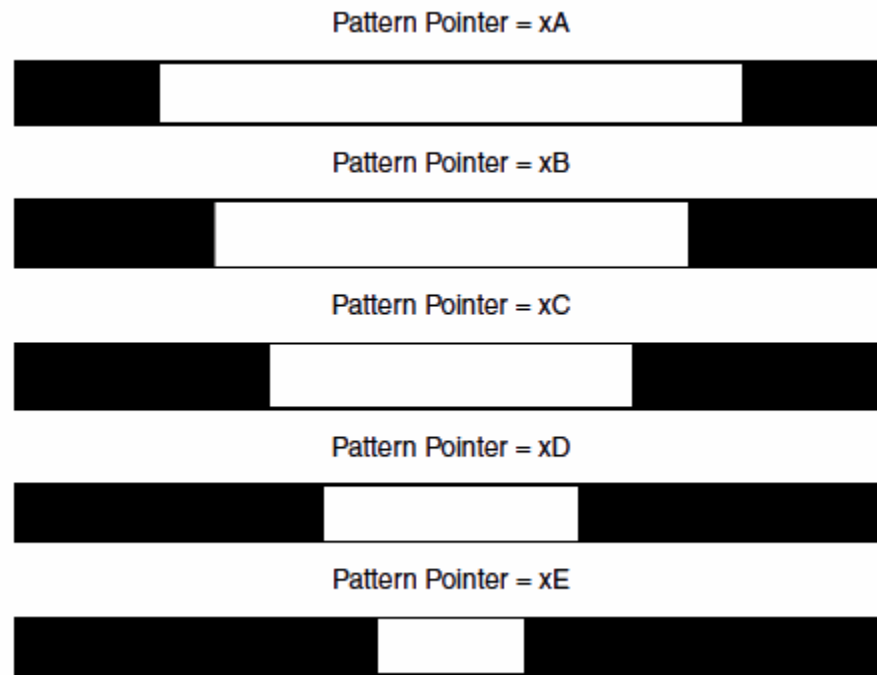 Pattern Pointer = xA
Pattern Pointer = xB
Pattern Pointer = xC
Pattern Pointer = xD
Pattern Pointer = xE